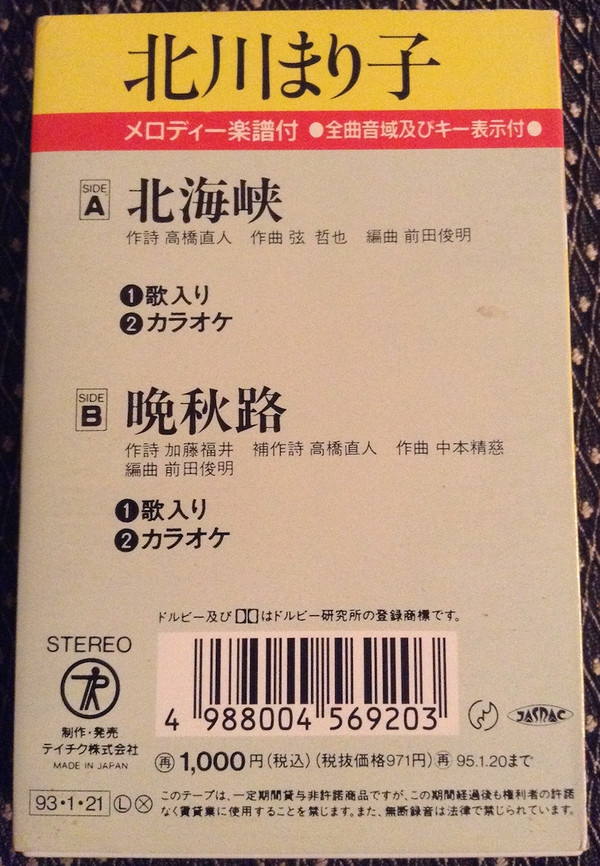 北川まり子
メロディー楽譜付 ●全曲音域及びキー表示付●
SIDE A 北海峡
作詩 高橋直人 作曲 弦 哲也 編曲 前田俊明
❶歌入り
❷カラオケ
SIDE B 晩秋路
作詩 加藤福井 補作詩 高橋直人 作曲 中本精慈
編曲 前田俊明
❶歌入り
❷カラオケ
ドルビー及び はドルビー研究所の登録商標です。
STEREO
制作・発売
テイチク株式会社
MADE IN JAPAN
4 988004 569203
JASRAC
再 1,000円(税込)(税抜価格971円)再 95.1.20まで
93・1・21 Ⓛ ⓧ
このテープは、一定期間貸与非許諾商品ですが、この期間経過後も権利者の許諾
なく賃貸業に使用することを禁じます。また、無断録音は法律で禁じられています。